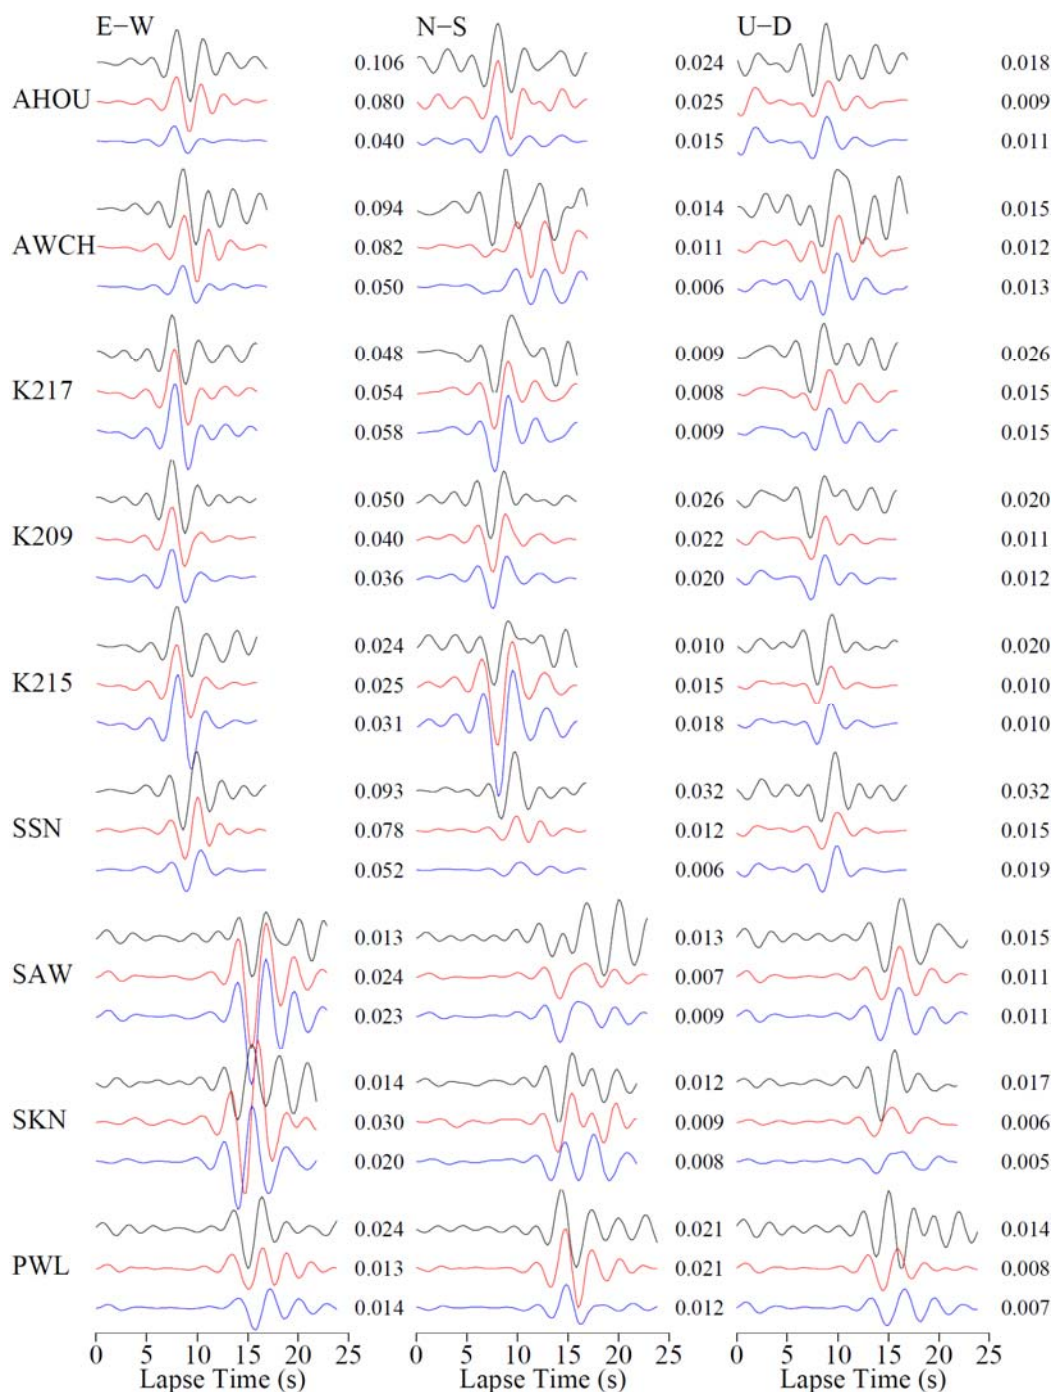 E−W N−S U−D
0.106 0.024 0.018
AHOU 0.080 0.025 0.009
0.040 0.015 0.011
0.094 0.014 0.015
AWCH 0.082 0.011 0.012
0.050 0.006 0.013
0.048 0.009 0.026
K217 0.054 0.008 0.015
0.058 0.009 0.015
0.050 0.026 0.020
K209 0.040 0.022 0.011
0.036 0.020 0.012
0.024 0.010 0.020
K215 0.025 0.015 0.010
0.031 0.018 0.010
0.093 0.032 0.032
SSN 0.078 0.012 0.015
0.052 0.006 0.019
0.013 0.013 0.015
SAW 0.024 0.007 0.011
0.023 0.009 0.011
0.014 0.012 0.017
SKN 0.030 0.009 0.006
0.020 0.008 0.005
0.024 0.021 0.014
PWL 0.013 0.021 0.008
0.014 0.012 0.007
0 5 10 15 20 25 0 5 10 15 20 25 0 5 10 15 20 25
Lapse Time (s) Lapse Time (s) Lapse Time (s)